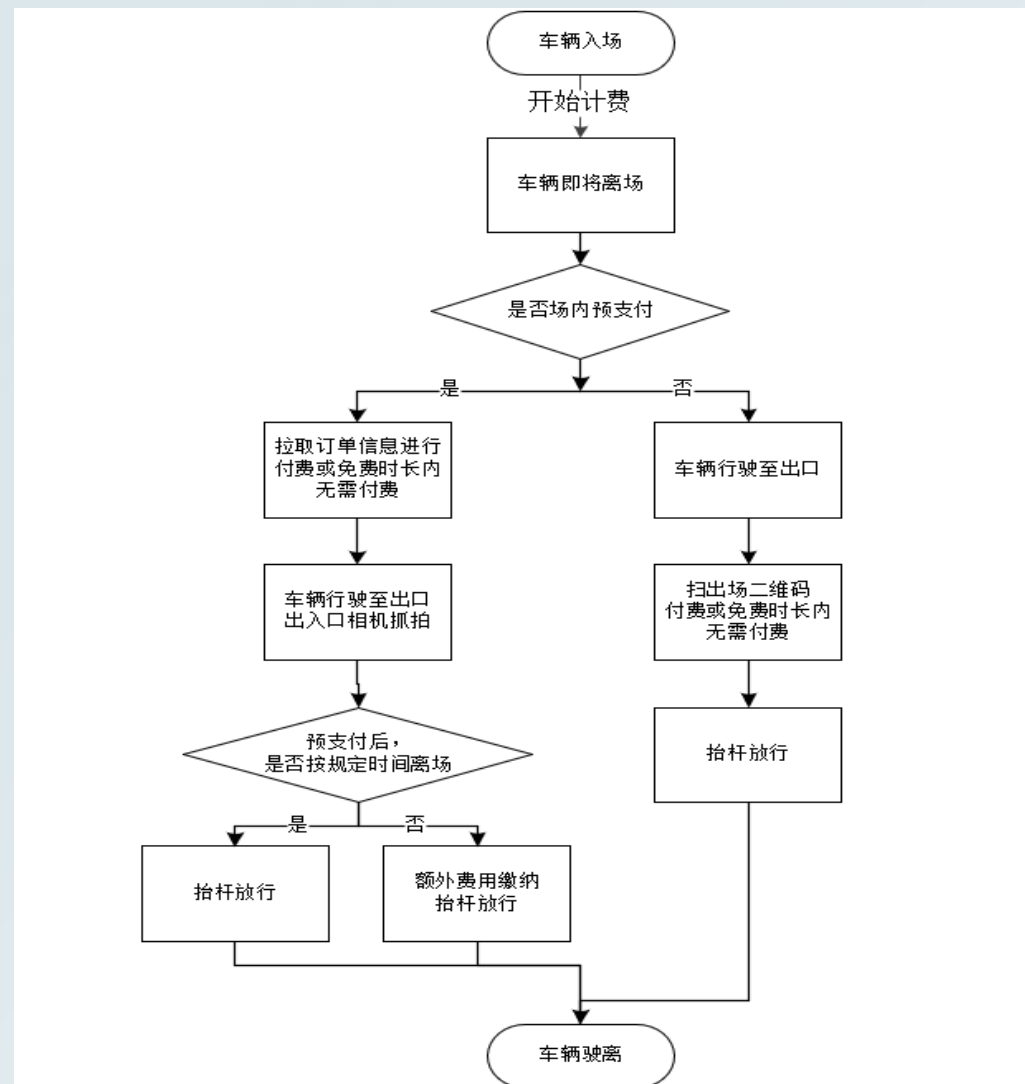 车辆入场
开始计费
车辆即将离场
是否场内预支付
是
否
拉取订单信息进行
付费或免费时长内
无需付费
车辆行驶至出口
车辆行驶至出口
出入口相机抓拍
扫出场二维码
付费或免费时长内
无需付费
预支付后，
是否按规定时间离场
抬杆放行
是
否
抬杆放行
额外费用缴纳
抬杆放行
车辆驶离